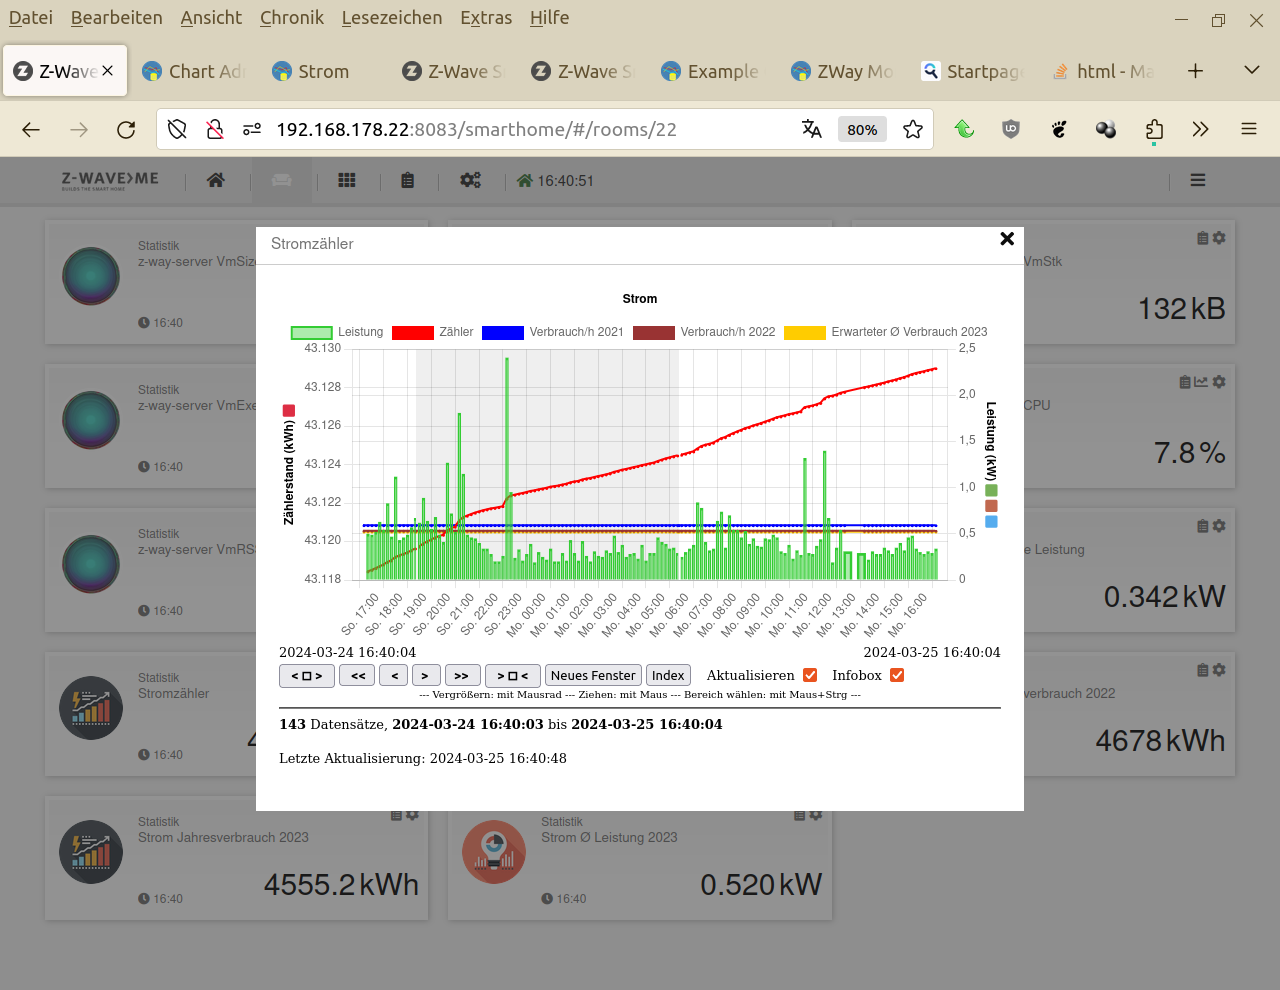 Datei Bearbeiten Ansicht Chronik Lesezeichen Extras Hilfe
Z-Wave Chart Ad Strom Z-Wave S Z-Wave S Example ZWay Mo Startpage html - Ma
192.168.178.22:8083/smarthome/#/rooms/22 80%
Z-WAVE>ME 16:40:51
BUILDS THE SMART HOME
Stromzähler
Statistik
z-way-server VmSize
16:40
VmStk
132 kB
Statistik
z-way-server VmExe
16:40
CPU
7.8 %
Statistik
z-way-server VmRSS
16:40
e Leistung
0.342 kW
Statistik
Stromzähler
16:40
4
verbrauch 2022
4678 kWh
Strom
Leistung Zähler Verbrauch/h 2021 Verbrauch/h 2022 Erwarteter Ø Verbrauch 2023
Zählerstand (kWh)
43.130
43.128
43.126
43.124
43.122
43.120
43.118
2,5
2,0
1,5
1,0
0,5
0
Leistung (kW)
So. 17:00 So. 18:00 So. 19:00 So. 20:00 So. 21:00 So. 22:00 So. 23:00 Mo. 00:00 Mo. 01:00 Mo. 02:00 Mo. 03:00 Mo. 04:00 Mo. 05:00 Mo. 06:00 Mo. 07:00 Mo. 08:00 Mo. 09:00 Mo. 10:00 Mo. 11:00 Mo. 12:00 Mo. 13:00 Mo. 14:00 Mo. 15:00 Mo. 16:00
2024-03-24 16:40:04 2024-03-25 16:40:04
< □ > << < > >> > □ < Neues Fenster Index Aktualisieren Infobox
--- Vergrößern: mit Mausrad --- Ziehen: mit Maus --- Bereich wählen: mit Maus+Strg ---
143 Datensätze, 2024-03-24 16:40:03 bis 2024-03-25 16:40:04
Letzte Aktualisierung: 2024-03-25 16:40:48
Statistik
Strom Jahresverbrauch 2023
16:40
4555.2 kWh
Statistik
Strom Ø Leistung 2023
16:40
0.520 kW